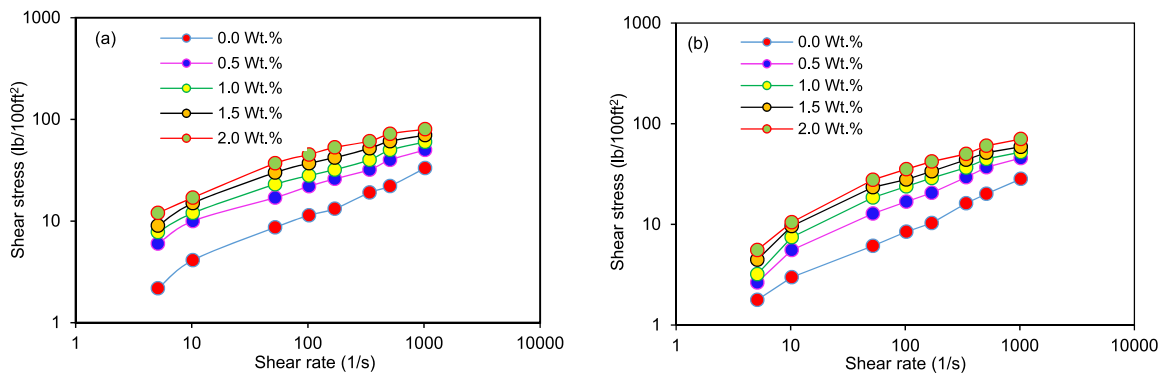 1000
(a)
0.0 Wt.%
0.5 Wt.%
1.0 Wt.%
1.5 Wt.%
2.0 Wt.%
100
10
1
Shear stress (lb/100ft²)
1 10 100 1000 10000
Shear rate (1/s)
1000
(b)
0.0 Wt.%
0.5 Wt.%
1.0 Wt.%
1.5 Wt.%
2.0 Wt.%
100
10
1
Shear stress (lb/100ft²)
1 10 100 1000 10000
Shear rate (1/s)